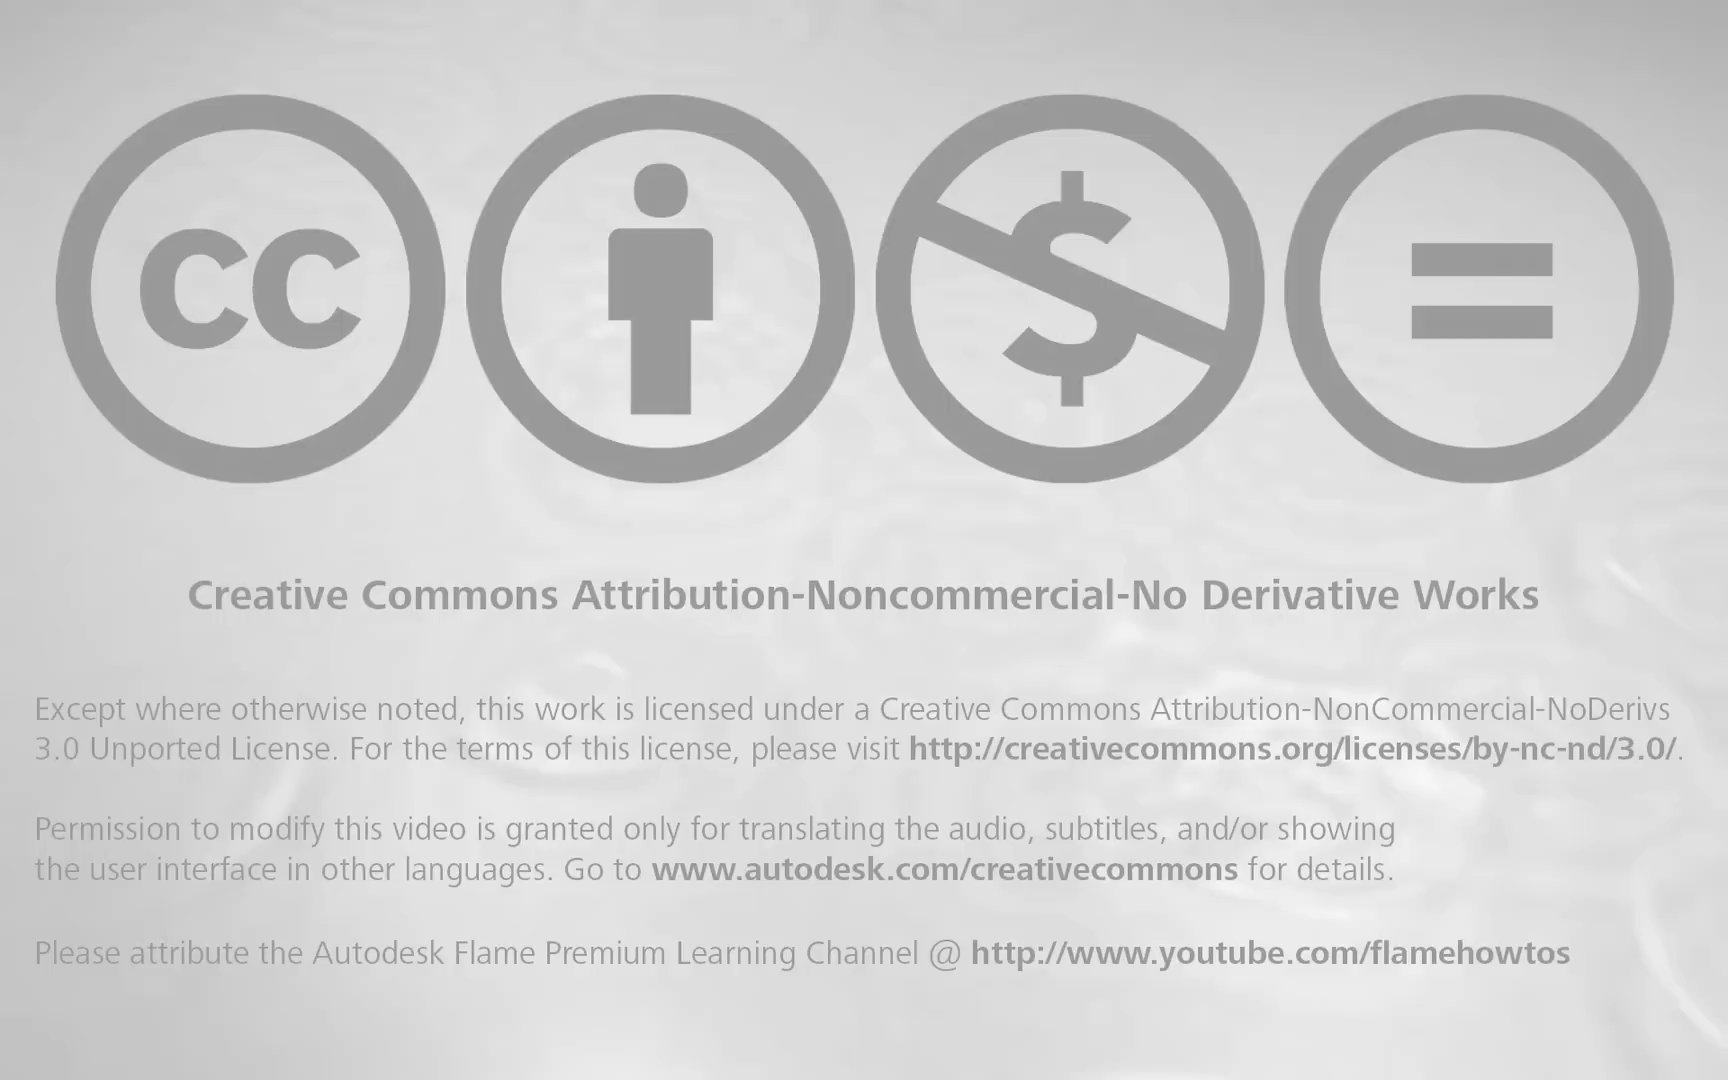 cc
$
=
Creative Commons Attribution-Noncommercial-No Derivative Works
Except where otherwise noted, this work is licensed under a Creative Commons Attribution-NonCommercial-NoDerivs
3.0 Unported License. For the terms of this license, please visit http://creativecommons.org/licenses/by-nc-nd/3.0/.
Permission to modify this video is granted only for translating the audio, subtitles, and/or showing
the user interface in other languages. Go to www.autodesk.com/creativecommons for details.
Please attribute the Autodesk Flame Premium Learning Channel @ http://www.youtube.com/flamehowtos